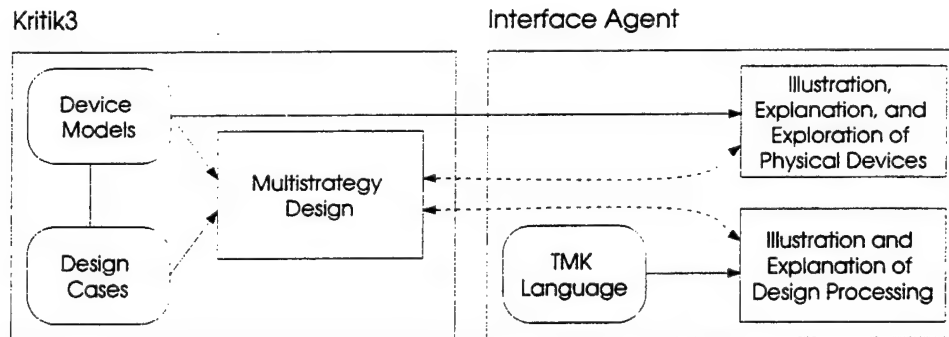 Kritik3
Interface Agent
Device
Models
Multistrategy
Design
Design
Cases
Illustration,
Explanation, and
Exploration of
Physical Devices
TMK
Language
Illustration and
Explanation of
Design Processing